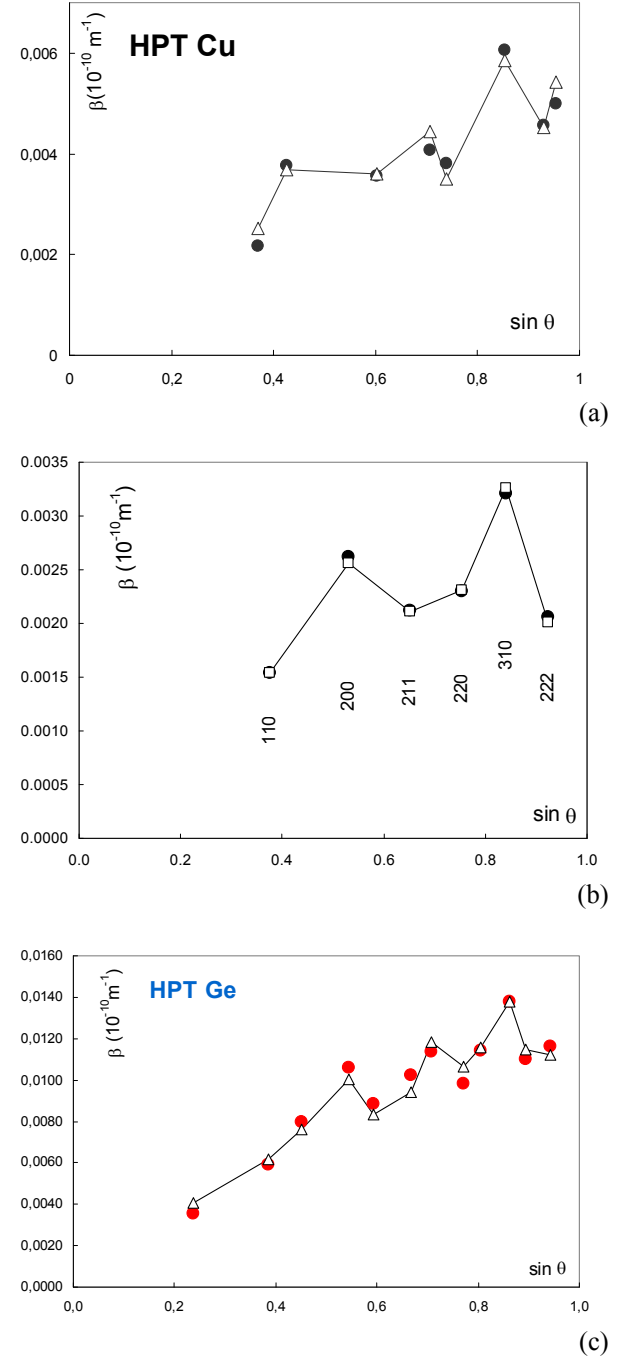 HPT Cu
β(10⁻¹⁰ m⁻¹)
0,006
0,004
0,002
0
0 0,2 0,4 0,6 0,8 1
sin θ
(a)
β (10⁻¹⁰m⁻¹)
0.0035
0.0030
0.0025
0.0020
0.0015
0.0010
0.0005
0.0000
110 200 211 220 310 222
sin θ
0.0 0.2 0.4 0.6 0.8 1.0
(b)
HPT Ge
β (10⁻¹⁰m⁻¹)
0,0160
0,0140
0,0120
0,0100
0,0080
0,0060
0,0040
0,0020
0,0000
sin θ
0,0 0,2 0,4 0,6 0,8 1,0
(c)